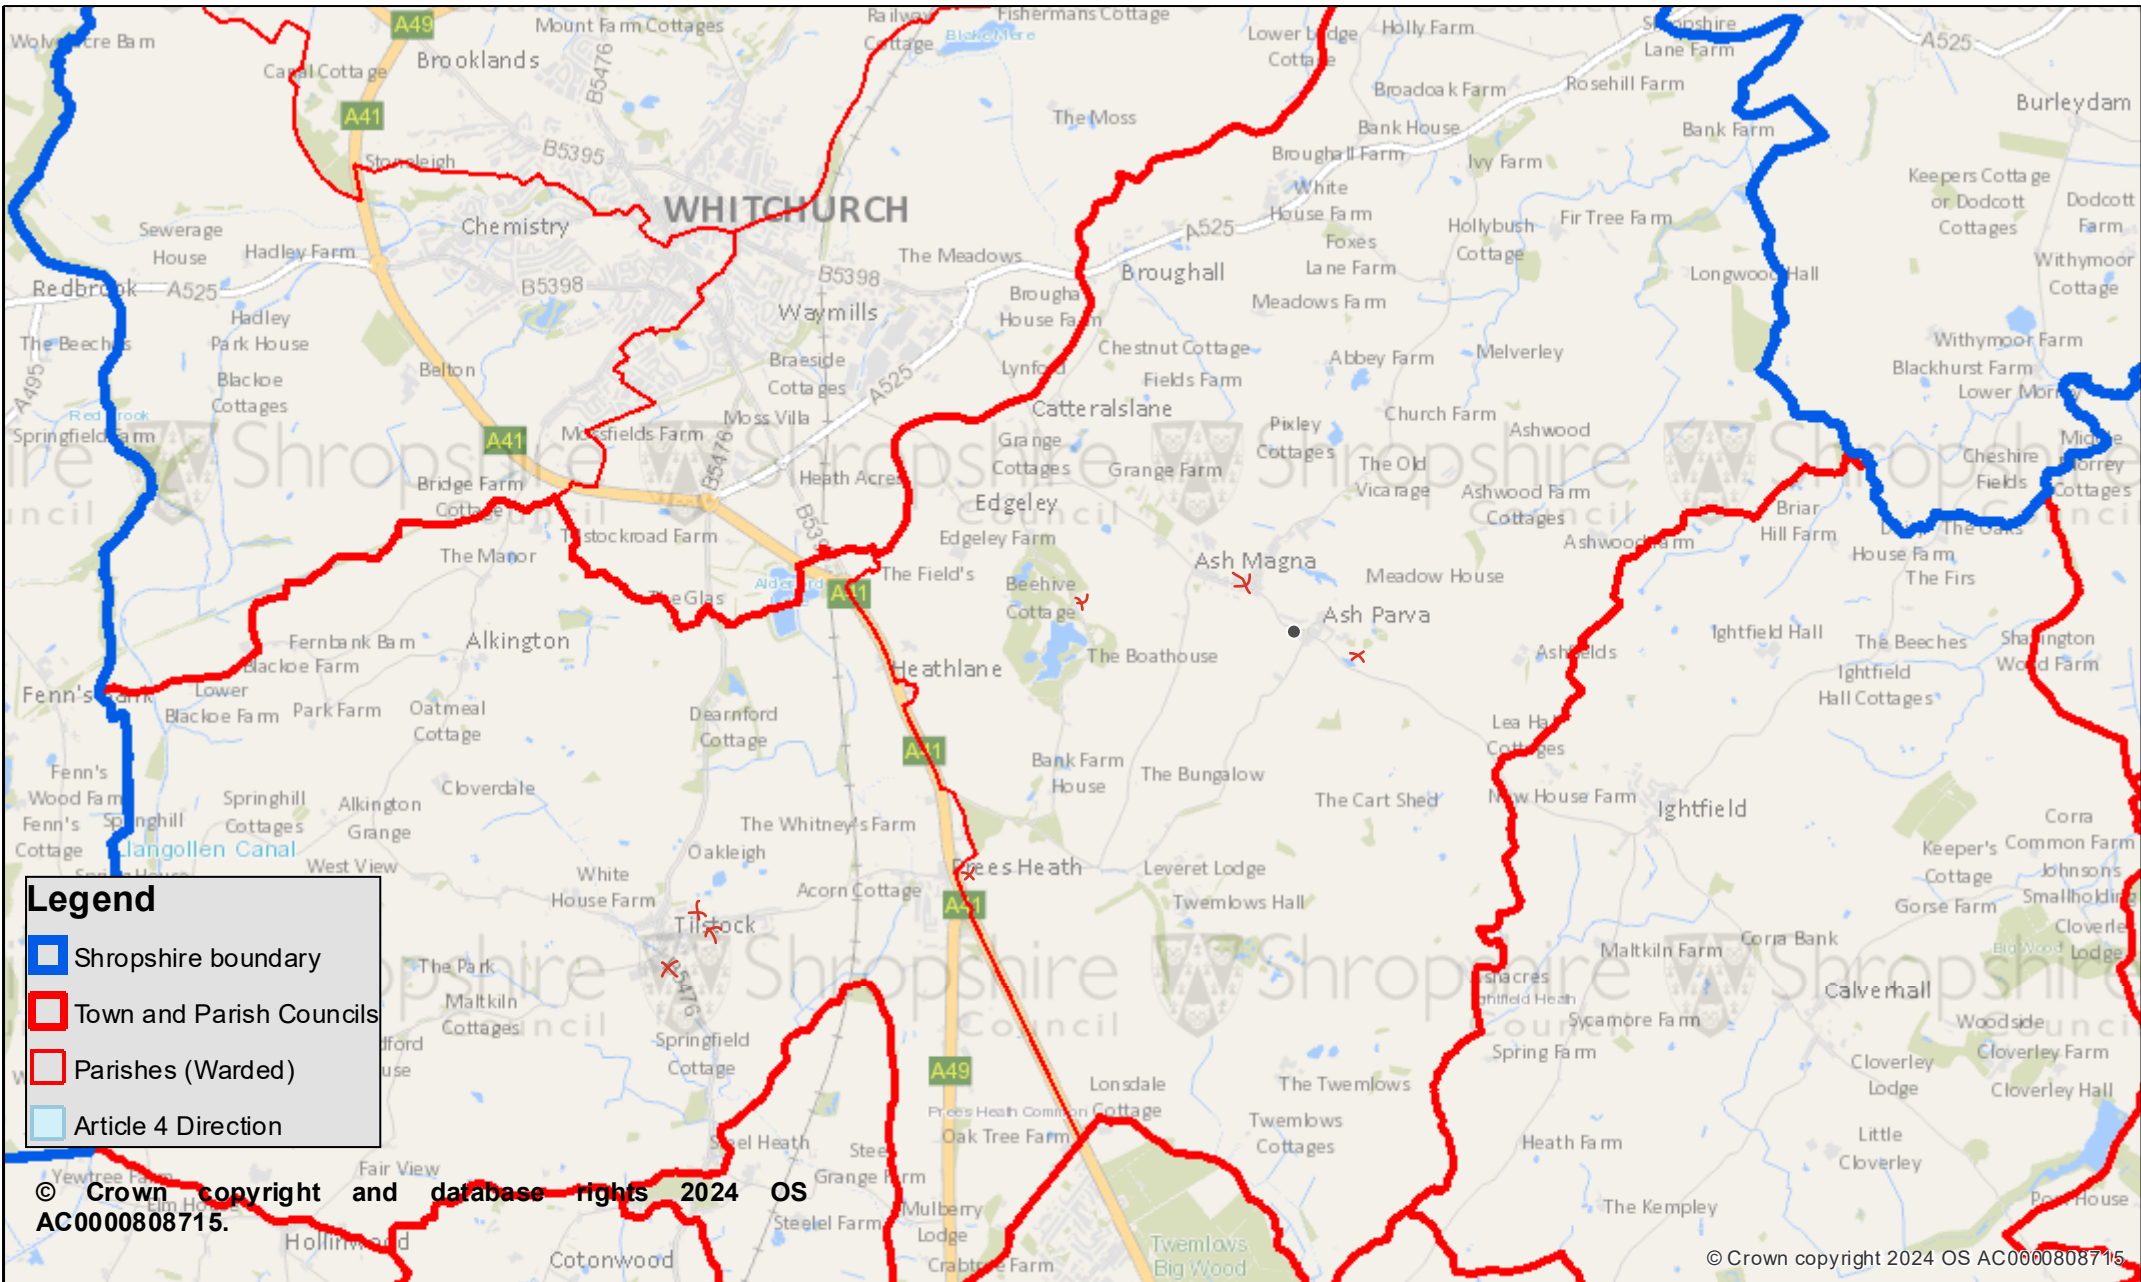 A49
Mount Farm Cottages
Railway
Cottage
Fishermans Cottage
Blake Mere
Lower Lodge
Cottage
Holly Farm
Shropshire
Lane Farm
A525
Brooklands
B5476
Canal Cottage
Broadoak Farm
Rosehill Farm
Burleydam
A41
The Moss
Bank House
Bank Farm
B5395
Stoneleigh
Broughall Farm
Ivy Farm
Keepers Cottage
or Dodcott
Cottages
Dodcott
Farm
WHITCHURCH
White
House Farm
Hollybush
Cottage
Fir Tree Farm
Sewerage
House
Hadley Farm
Chemistry
The Meadows
A525
Foxes
Lane Farm
Withymoor
Cottage
Redbrook
A525
B5398
B5398
Broughall
Longwood Hall
Meadows Farm
Hadley
Park House
Waymills
The Beeches
Chestnut Cottage
Abbey Farm
Melverley
Withymoor Farm
Blackhurst Farm
A495
Belton
Braeside
Cottages
A525
Fields Farm
Blackoe
Cottages
Moss Villa
Catteralslane
Church Farm
Pixley
Cottages
Ashwood
Springfield Farm
A41
Mossfields Farm
B5476
Grange
Cottages
Grange Farm
The Old
Vicarage
Cheshire
Fields
Shropshire
Council
Bridge Farm
Cottage
Heath Acres
Edgeley
Ashwood Farm
Cottages
Briar
Hill Farm
The Manor
Edgeley Farm
Ashwood Farm
House Farm
The Firs
Ash Magna
Meadow House
The Field's
A41
Beehive
Cottage
Ash Parva
Ightfield Hall
The Beeches
Fernbank Barn
Alkington
Blackoe Farm
Heathlane
The Boathouse
Ashfields
Ightfield
Hall Cottages
Lower
Blackoe Farm
Park Farm
Oatmeal
Cottage
Dearnford
Cottage
A41
Bank Farm
House
The Bungalow
Fenn's
Cloverdale
The Cart Shed
New House Farm
Ightfield
Springhill
Cottages
Alkington
Grange
The Whitney's Farm
Corra
Common Farm
Fenn's
Cottage
Llangollen Canal
West View
Oakleigh
Prees Heath
Leveret Lodge
Keeper's
Cottage
Johnsons
Smallholding
White
House Farm
Acorn Cottage
A41
Twemlows Hall
Gorse Farm
Legend
Shropshire boundary
Town and Parish Councils
Parishes (Warded)
Article 4 Direction
Tilstock
Shropshire
Council
The Park
Maltkiln Farm
Corra Bank
Big Wood
Maltkiln
Cottages
B5476
Calverhall
Sycamore Farm
Woodside
Springfield
Cottage
A49
Spring Farm
Cloverley
Lodge
Cloverley Farm
Cloverley Hall
Lonsdale
Cottage
The Twemlows
Prees Heath Common
Oak Tree Farm
Twemlows
Cottages
Heath Farm
Little
Cloverley
Steel Heath
Fair View
Grange Farm
© Crown copyright and database rights 2024 OS
AC0000808715.
Mulberry
Lodge
Steelel Farm
The Kempley
Hollinwood
Cotonwood
Crabtree Farm
Twemlows
Big Wood
© Crown copyright 2024 OS AC0000808715